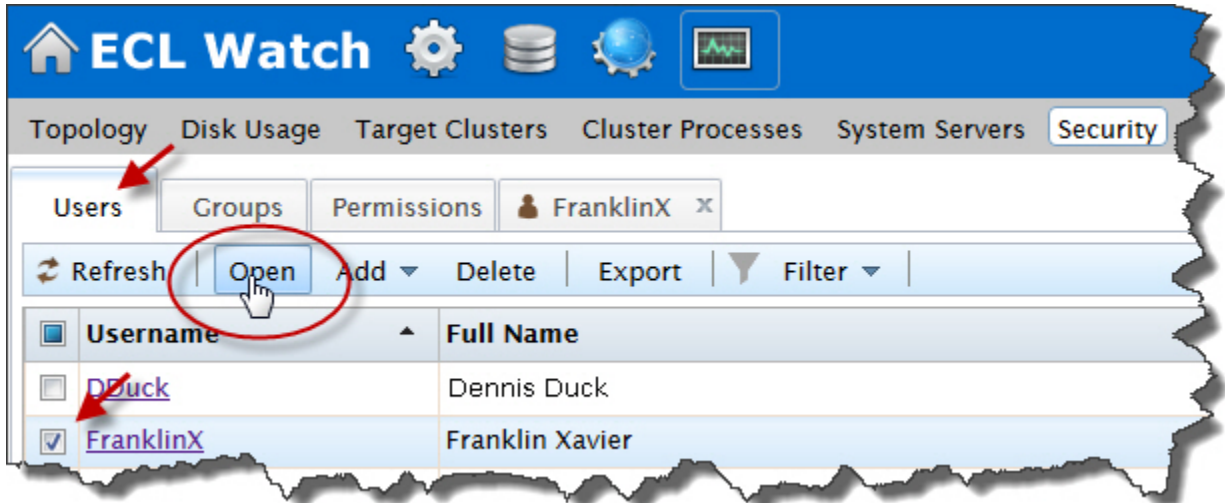 ECL Watch
Topology Disk Usage Target Clusters Cluster Processes System Servers Security
Users Groups Permissions FranklinX x
Refresh Open Add Delete Export Filter
Username Full Name
DDuck Dennis Duck
FranklinX Franklin Xavier